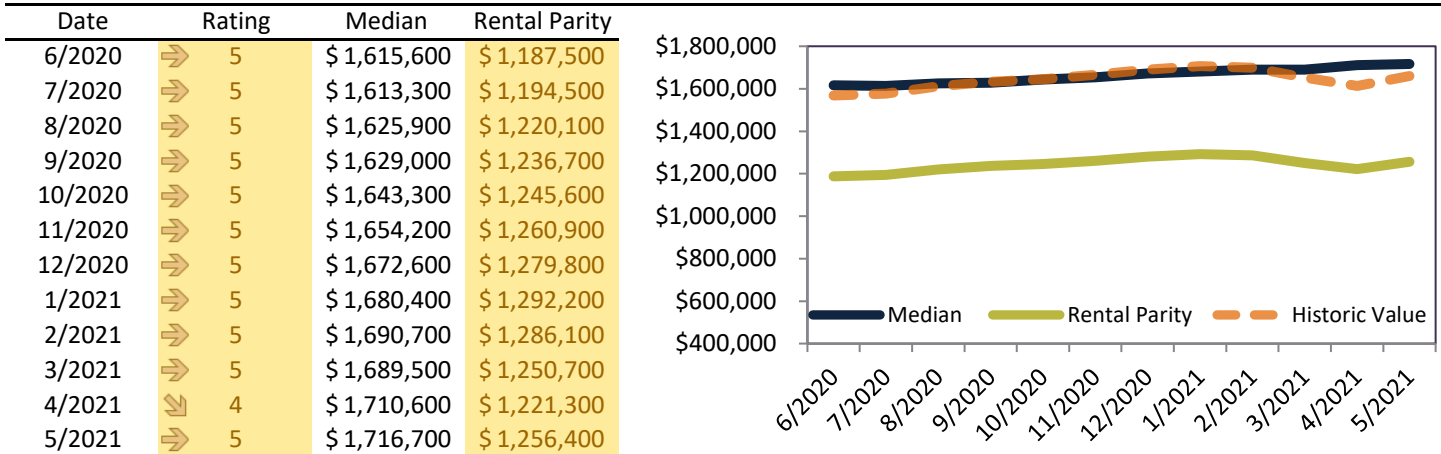 Date Rating Median Rental Parity
6/2020 5 $ 1,615,600 $ 1,187,500
7/2020 5 $ 1,613,300 $ 1,194,500
8/2020 5 $ 1,625,900 $ 1,220,100
9/2020 5 $ 1,629,000 $ 1,236,700
10/2020 5 $ 1,643,300 $ 1,245,600
11/2020 5 $ 1,654,200 $ 1,260,900
12/2020 5 $ 1,672,600 $ 1,279,800
1/2021 5 $ 1,680,400 $ 1,292,200
2/2021 5 $ 1,690,700 $ 1,286,100
3/2021 5 $ 1,689,500 $ 1,250,700
4/2021 4 $ 1,710,600 $ 1,221,300
5/2021 5 $ 1,716,700 $ 1,256,400
$1,800,000
$1,600,000
$1,400,000
$1,200,000
$1,000,000
$800,000
$600,000
$400,000
Median Rental Parity Historic Value
6/2020 7/2020 8/2020 9/2020 10/2020 11/2020 12/2020 1/2021 2/2021 3/2021 4/2021 5/2021